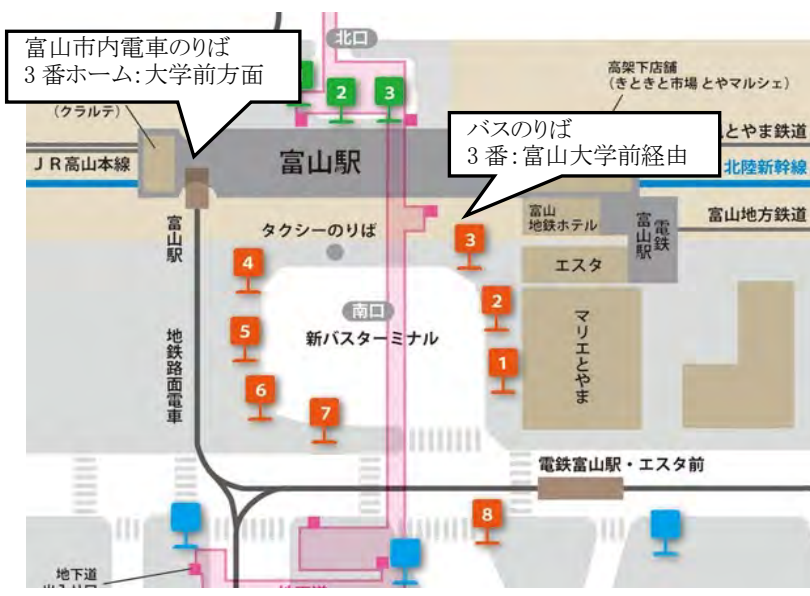 北口
富山市内電車のりば
3番ホーム：大学前方面
2
3
高架下店舗
（きときと市場 とやマルシェ）
（クラルテ）
バスのりば
3番：富山大学前経由
とやま鉄道
JR高山本線
富山駅
北陸新幹線
富山駅
タクシーのりば
富山
地鉄ホテル
電鉄
富山駅
富山地方鉄道
3
4
エスタ
2
南口
新バスターミナル
5
地鉄路面電車
1
マリエとやま
6
7
電鉄富山駅・エスタ前
8
地下道